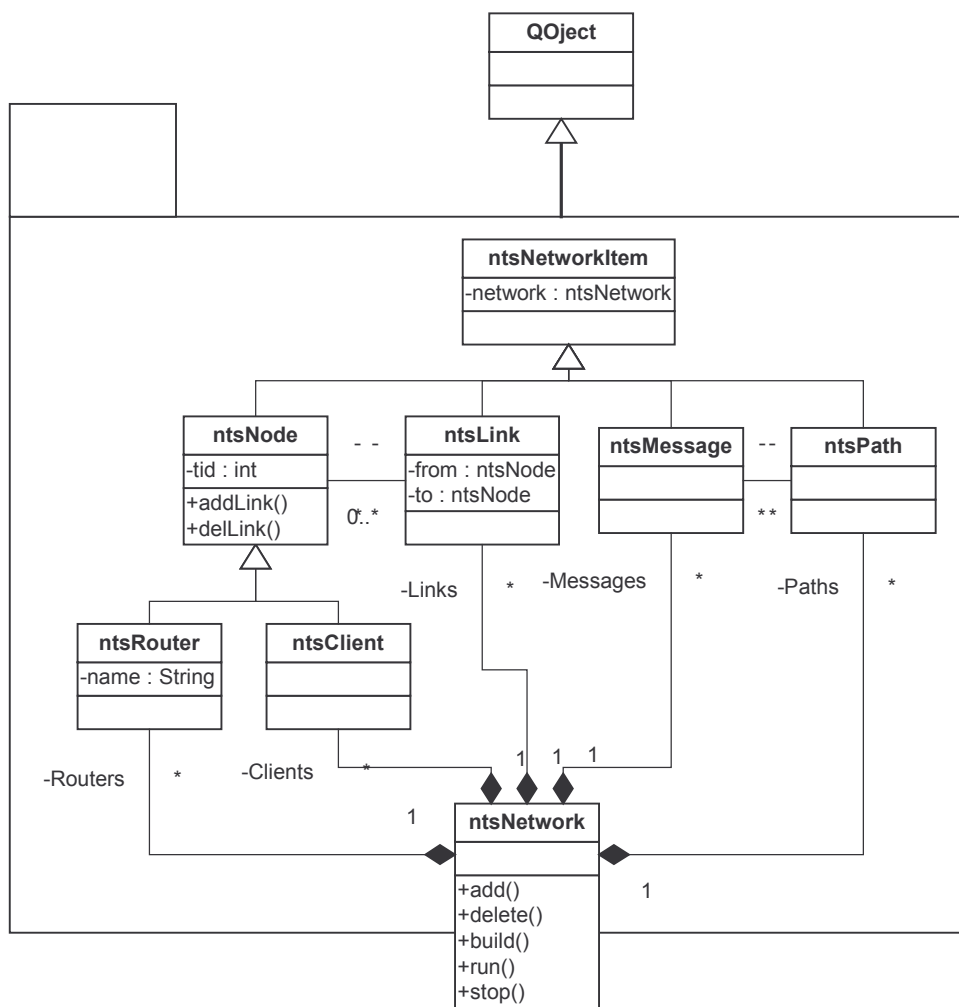 QOject
ntsNetworkItem
-network : ntsNetwork
ntsNode
-tid : int
+addLink()
+delLink()
- -
0..*
*
ntsLink
-from : ntsNode
-to : ntsNode
ntsMessage
- -
**
ntsPath
-Links
*
-Messages
*
-Paths
*
ntsRouter
-name : String
ntsClient
-Routers
*
-Clients
*
1
1
1
1
1
ntsNetwork
+add()
+delete()
+build()
+run()
+stop()